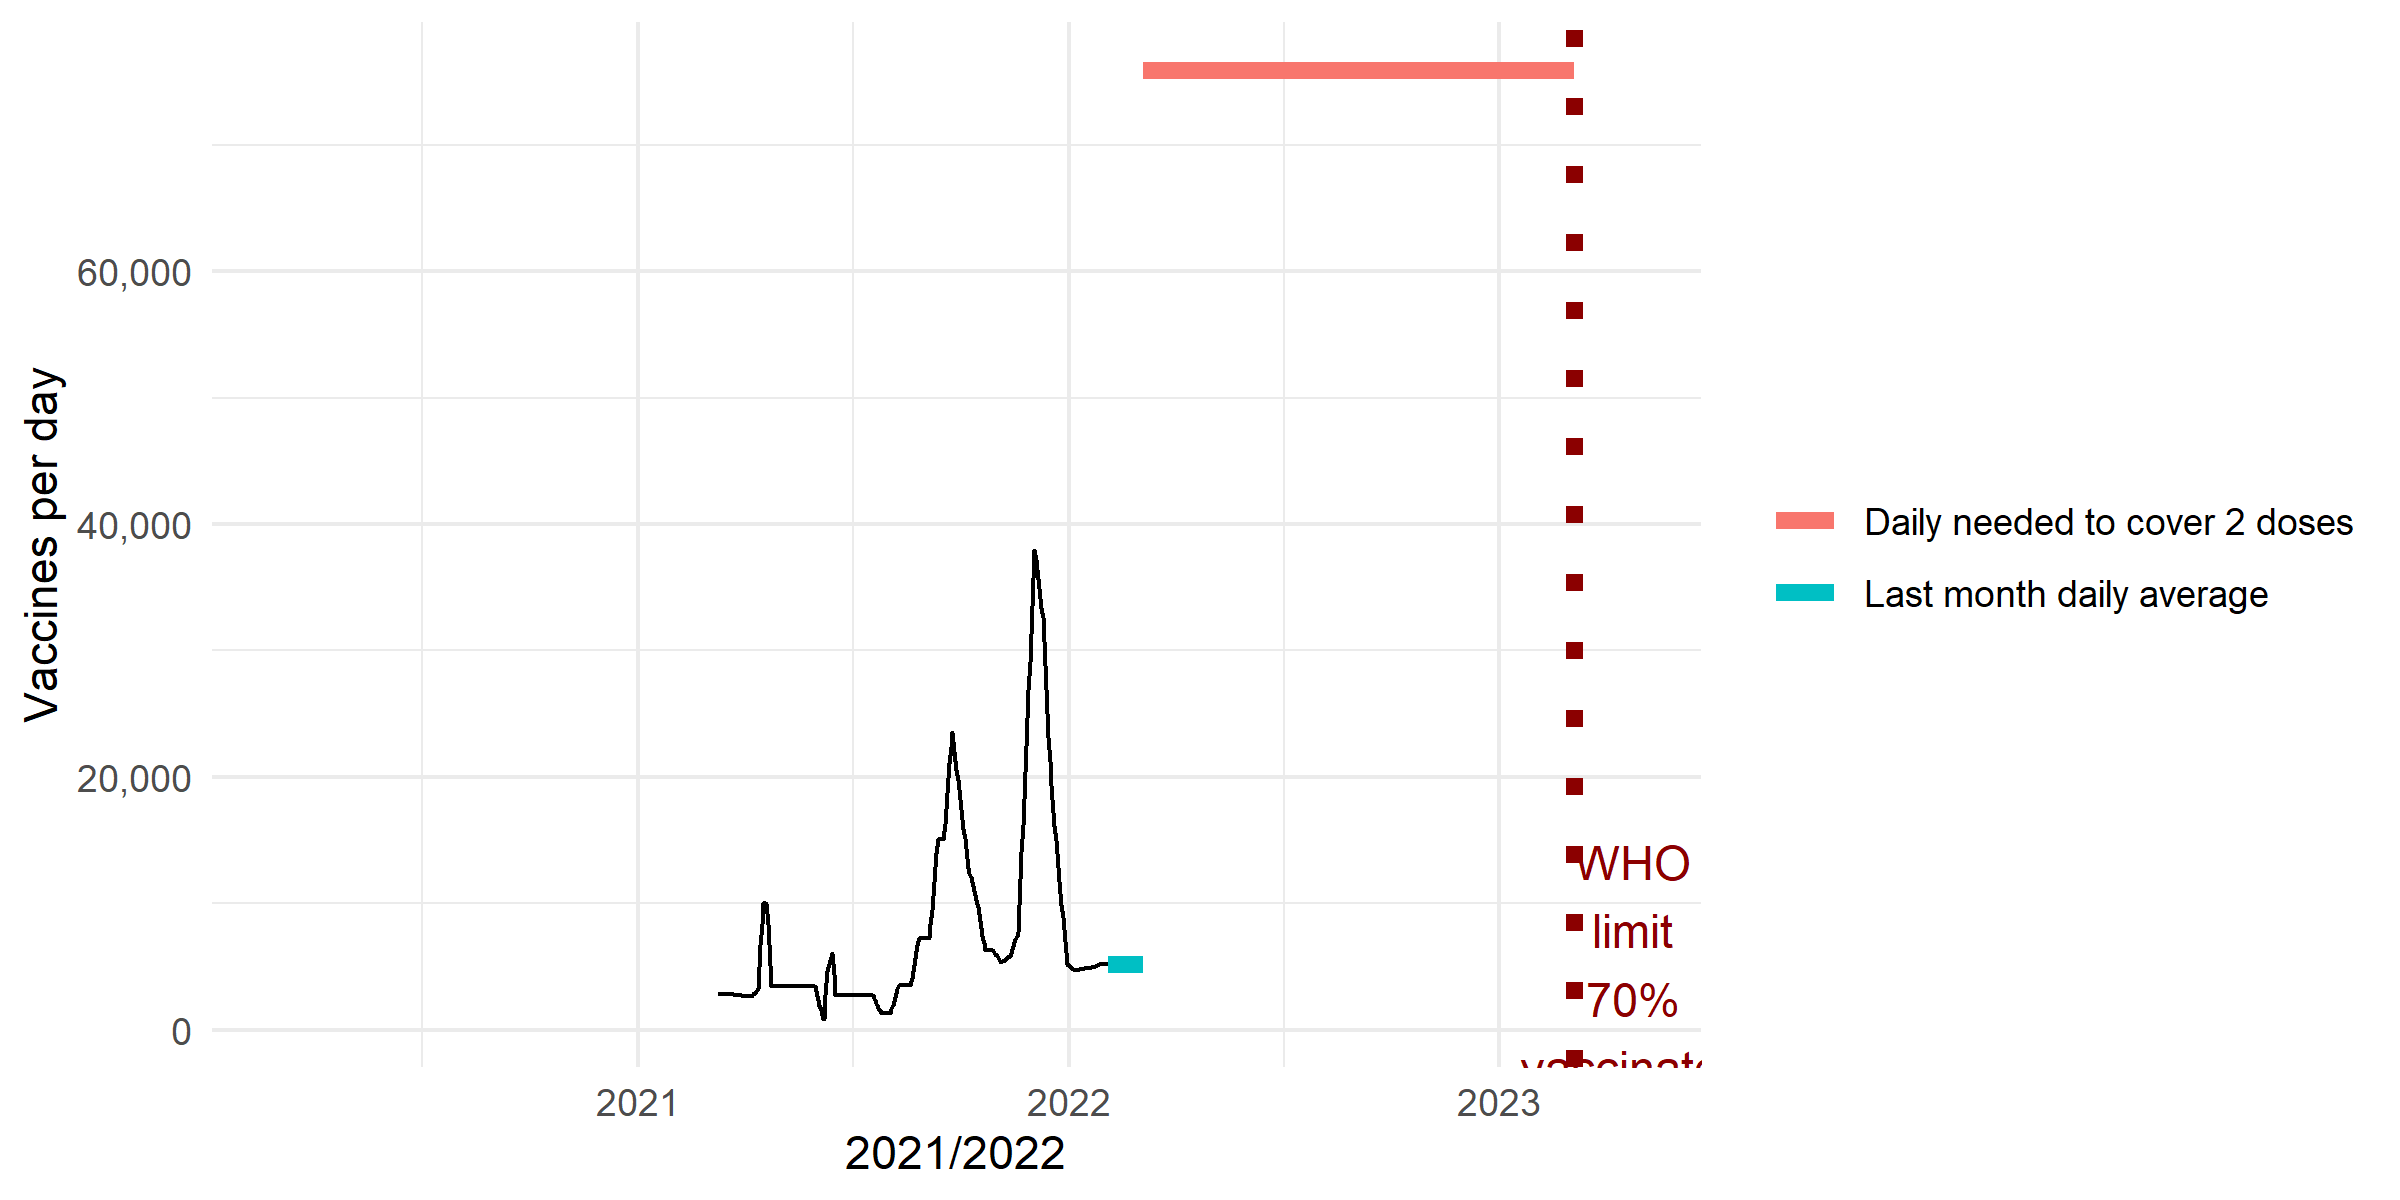 Vaccines per day
60,000
40,000
20,000
0
2021
2022
2023
2021/2022
WHO
limit
70%
Daily needed to cover 2 doses
Last month daily average